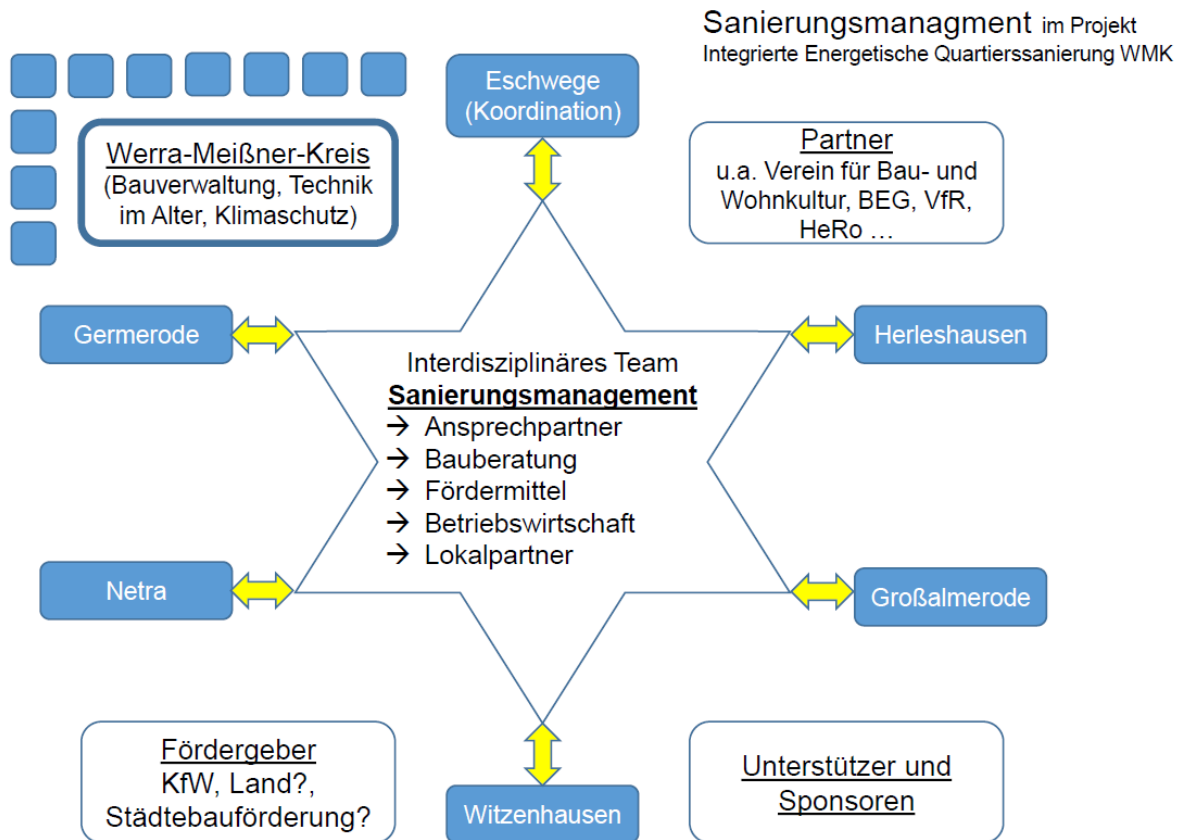 Sanierungsmanagment im Projekt
Integrierte Energetische Quartierssanierung WMK
Eschwege
(Koordination)
Werra-Meißner-Kreis
(Bauverwaltung, Technik
im Alter, Klimaschutz)
Partner
u.a. Verein für Bau- und
Wohnkultur, BEG, VfR,
HeRo ...
Germerode
Herleshausen
Interdisziplinäres Team
Sanierungsmanagement
→ Ansprechpartner
→ Bauberatung
→ Fördermittel
→ Betriebswirtschaft
→ Lokalpartner
Netra
Großalmerode
Fördergeber
KfW, Land?,
Städtebauförderung?
Witzenhausen
Unterstützer und
Sponsoren